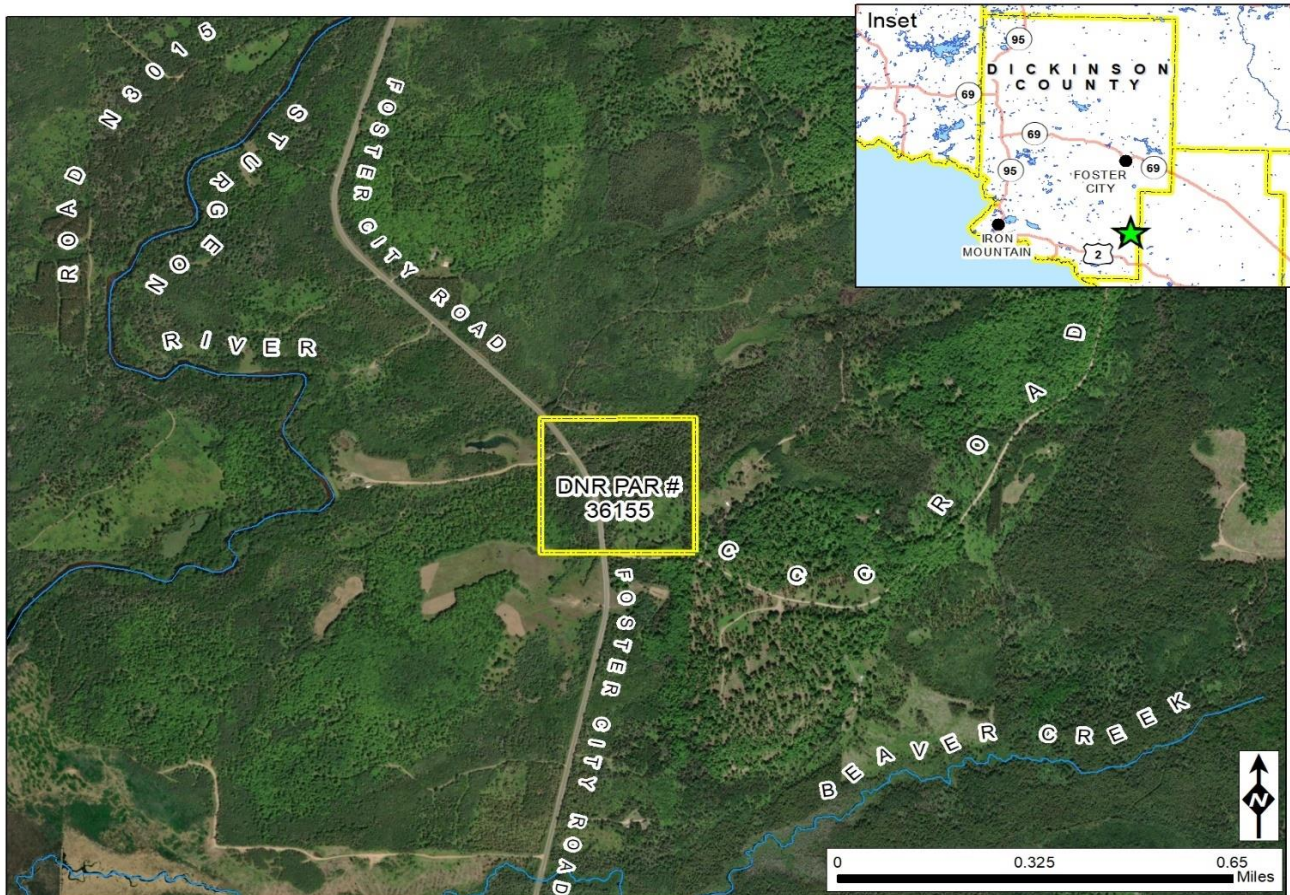 Inset
95
DICKINSON
COUNTY
69
69
95
FOSTER
CITY
69
IRON
MOUNTAIN
2
ROAD N3015
STURGEON
RIVER
FOSTER CITY ROAD
DNR PAR #
36155
CCC ROAD
FOSTER CITY ROAD
BEAVER CREEK
N
0 0.325 0.65
Miles